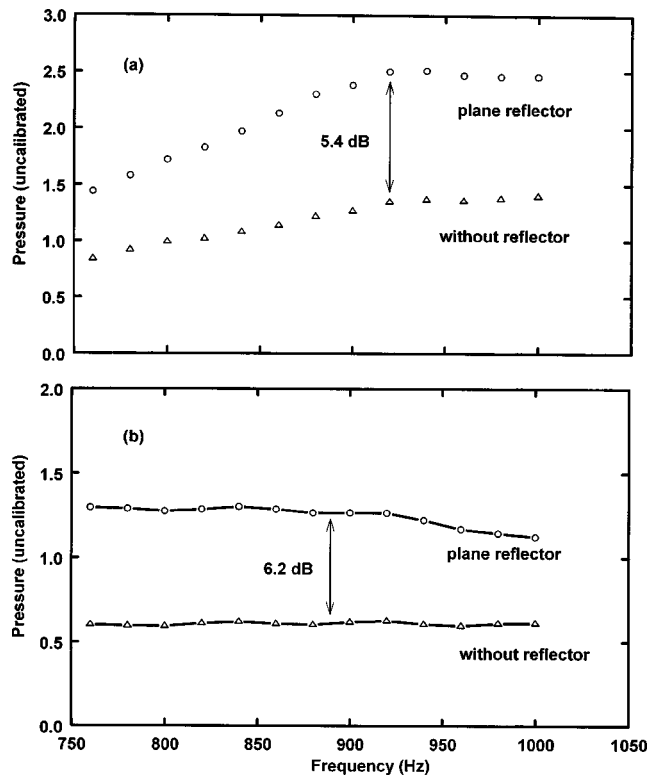 3.0
(a)
2.5
plane reflector
2.0
5.4 dB
1.5
1.0
without reflector
0.5
0.0
Pressure (uncalibrated)
2.0
(b)
1.5
plane reflector
1.0
6.2 dB
0.5
without reflector
0.0
Pressure (uncalibrated)
750 800 850 900 950 1000 1050
Frequency (Hz)